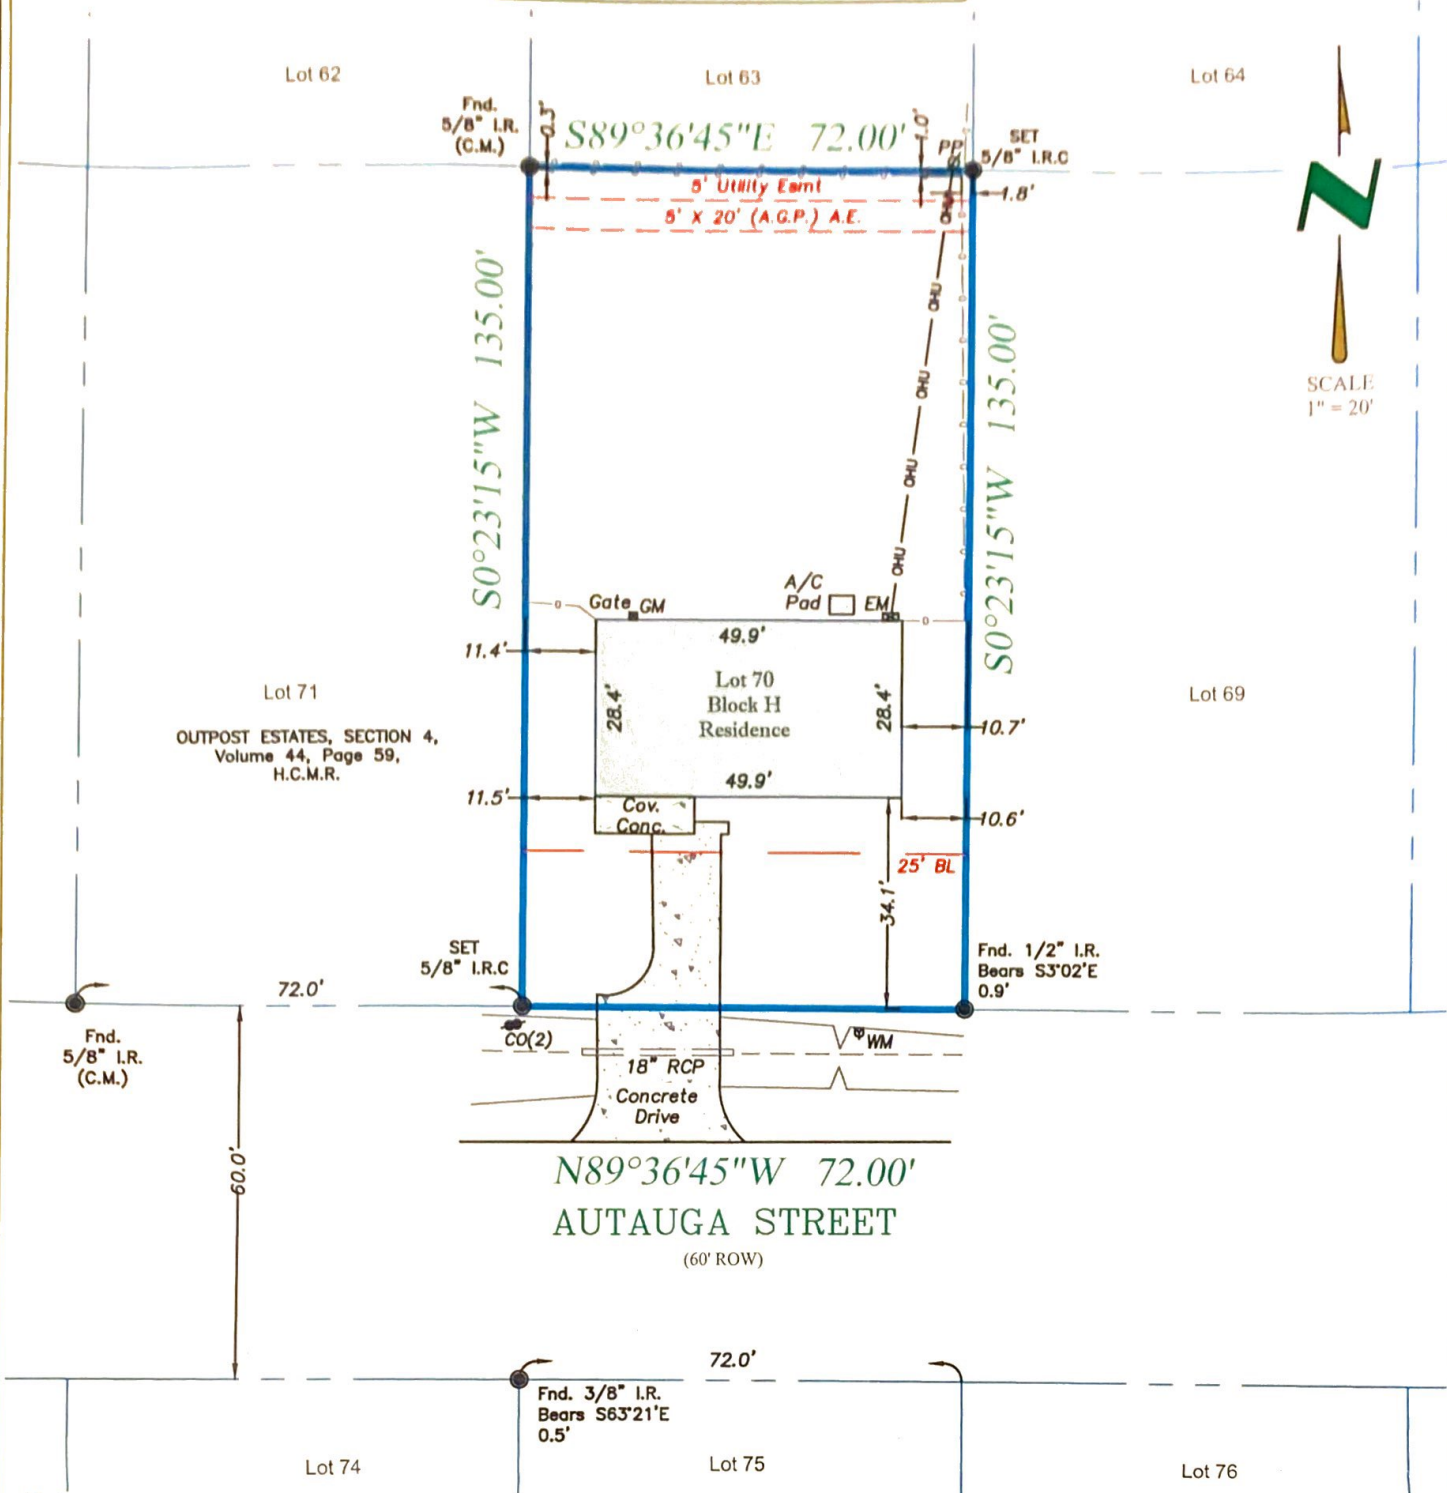 Lot 62
Lot 63
Lot 64
Fnd.
5/8" I.R.
(C.M.)
0.3'
S89°36'45"E 72.00'
1.0'
PP
SET
5/8" I.R.C
1.8'
5' Utility Esmt
5' X 20' (A.G.P.) A.E.
OHU
OHU
OHU
OHU
OHU
S0°23'15"W 135.00'
S0°23'15"W 135.00'
SCALE
1" = 20'
Gate
GM
A/C
Pad
EM
49.9'
11.4'
28.4'
Lot 70
Block H
Residence
28.4'
10.7'
49.9'
Lot 71
OUTPOST ESTATES, SECTION 4,
Volume 44, Page 59,
H.C.M.R.
Lot 69
11.5'
Cov.
Conc.
10.6'
25' BL
34.1'
SET
5/8" I.R.C
Fnd. 1/2" I.R.
Bears S3°02'E
0.9'
72.0'
Fnd.
5/8" I.R.
(C.M.)
CO(2)
WM
18" RCP
Concrete
Drive
60.0'
N89°36'45"W 72.00'
AUTAUGA STREET
(60' ROW)
72.0'
Fnd. 3/8" I.R.
Bears S63°21'E
0.5'
Lot 74
Lot 75
Lot 76